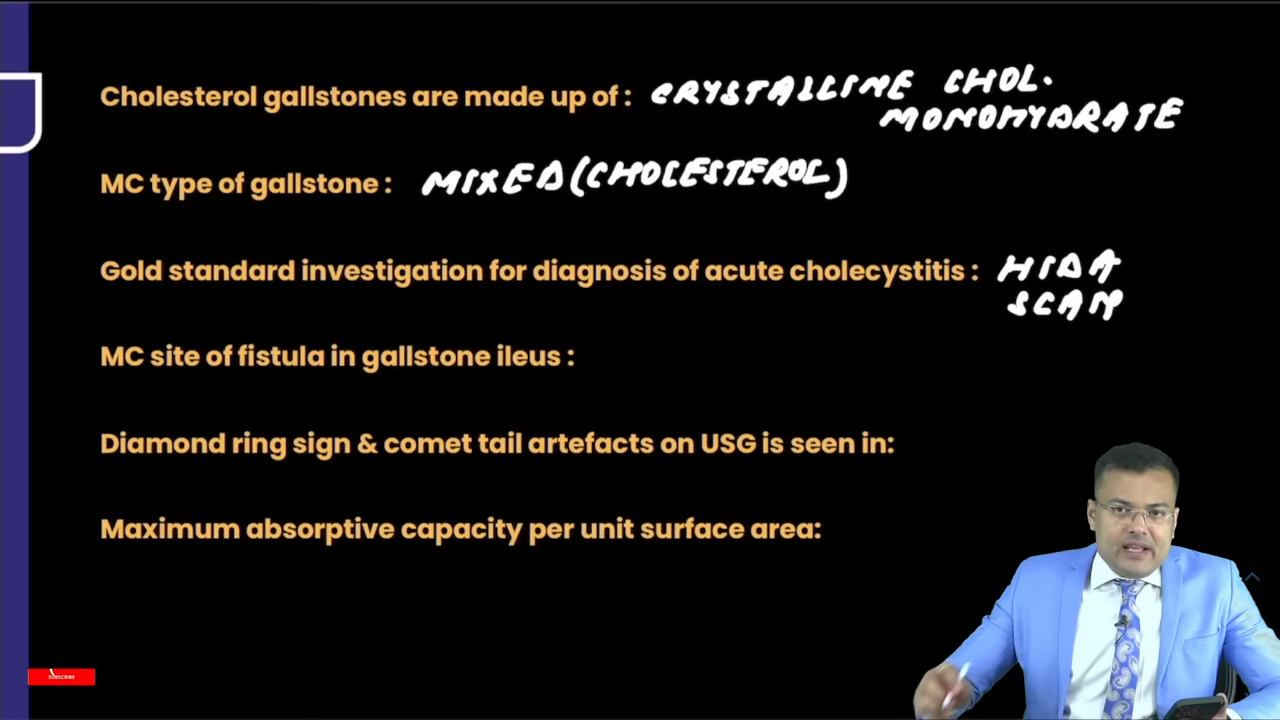 Cholesterol gallstones are made up of : CRYSTALLINE CHOL.
MONOHYDRATE
MC type of gallstone : MIXED (CHOLESTEROL)
Gold standard investigation for diagnosis of acute cholecystitis : HIDA
SCAN
MC site of fistula in gallstone ileus :
Diamond ring sign & comet tail artefacts on USG is seen in:
Maximum absorptive capacity per unit surface area:
SUBSCRIBE